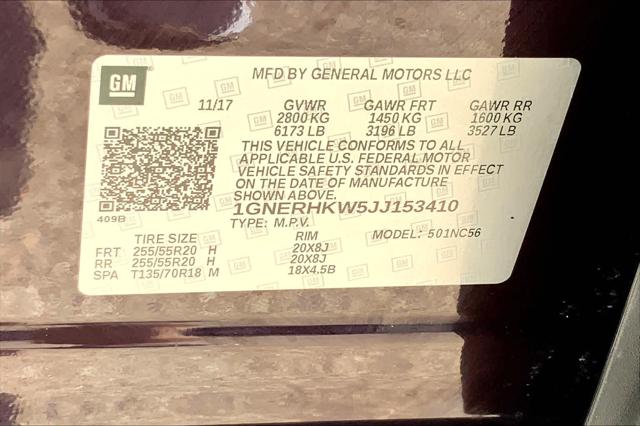 GM
MFD BY GENERAL MOTORS LLC
11/17 GVWR GAWR FRT GAWR RR
2800 KG 1450 KG 1600 KG
6173 LB 3196 LB 3527 LB
THIS VEHICLE CONFORMS TO ALL
APPLICABLE U.S. FEDERAL MOTOR
VEHICLE SAFETY STANDARDS IN EFFECT
ON THE DATE OF MANUFACTURE
SHOWN ABOVE.
409B
1GNERHKW5JJ153410
TYPE: M.P.V. MODEL: 501NC56
TIRE SIZE RIM
FRT 255/55R20 H 20X8J
RR 255/55R20 H 20X8J
SPA T135/70R18 M 18X4.5B